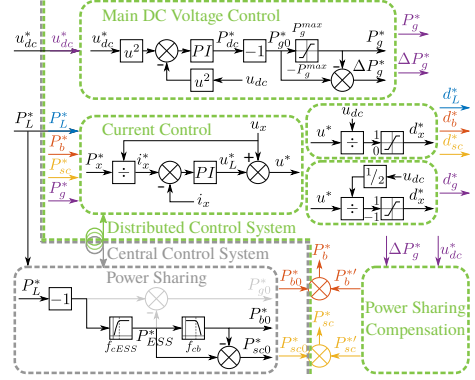 Main DC Voltage Control
u*dc u*dc u*dc u² PI P*dc -1 P*g0 Pgmax -Pgmax P*g P*g
u² udc ΔP*g ΔP*g
P*L P*L Current Control ux
P*b
P*sc P*x ÷ i*x PI u*L + u*
P*g - ix
udc
u* ÷ 1 0 d*x d*L
d*b
d*sc
1/2 udc
u* ÷ 1 -1 d*x d*g
Distributed Control System
Central Control System
Power Sharing
P*L -1 P*g0 P*b0 P*b P*b′ ΔP*g u*dc
fcESS P*ESS fcb P*b0
P*sc0 P*sc0 P*sc P*sc′
Power Sharing
Compensation